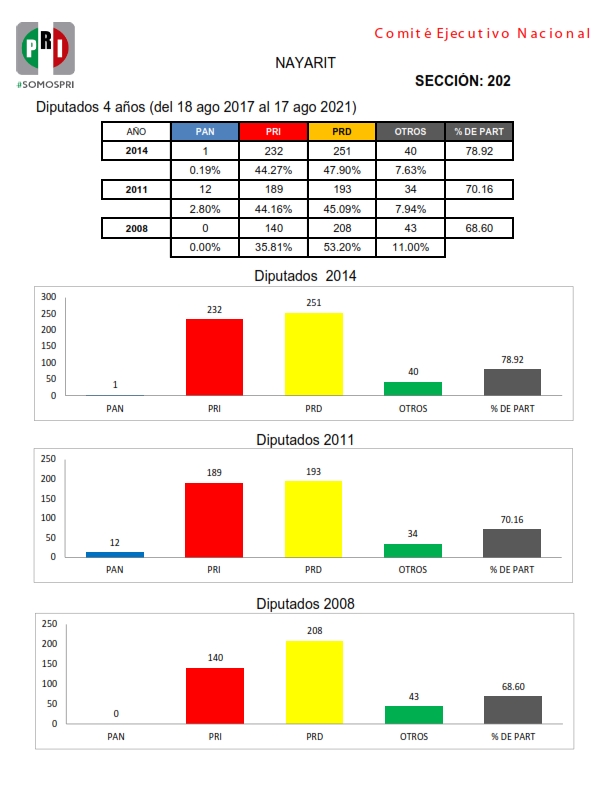 Comité Ejecutivo Nacional
PRI
#SOMOSPRI
NAYARIT
SECCIÓN: 202
Diputados 4 años (del 18 ago 2017 al 17 ago 2021)
AÑO PAN PRI PRD OTROS % DE PART
2014 1 232 251 40 78.92
0.19% 44.27% 47.90% 7.63%
2011 12 189 193 34 70.16
2.80% 44.16% 45.09% 7.94%
2008 0 140 208 43 68.60
0.00% 35.81% 53.20% 11.00%
Diputados 2014
300
250
200
150
100
50
0
1
232
251
40
78.92
PAN PRI PRD OTROS % DE PART
Diputados 2011
250
200
150
100
50
0
12
189
193
34
70.16
PAN PRI PRD OTROS % DE PART
Diputados 2008
250
200
150
100
50
0
0
140
208
43
68.60
PAN PRI PRD OTROS % DE PART